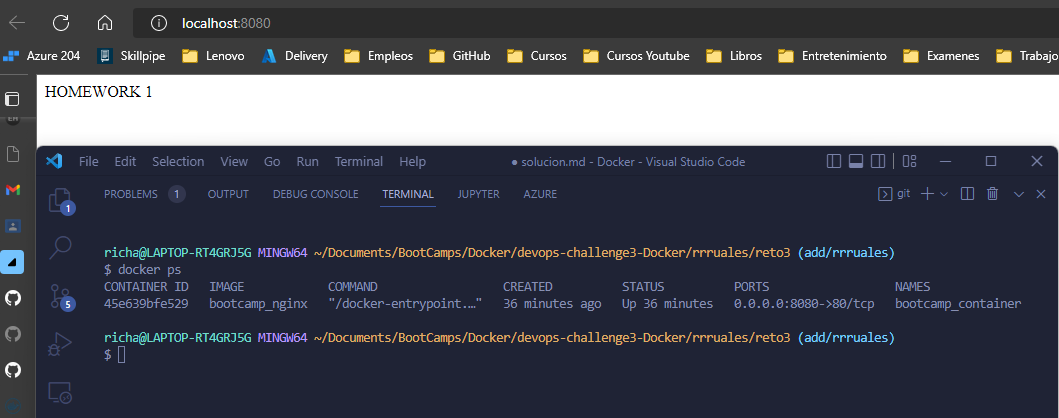 localhost:8080
Azure 204 Skillpipe Lenovo Delivery Empleos GitHub Cursos Cursos Youtube Libros Entretenimiento Examenes Trabajo
HOMEWORK 1
File Edit Selection View Go Run Terminal Help ● solucion.md - Docker - Visual Studio Code
PROBLEMS 1 OUTPUT DEBUG CONSOLE TERMINAL JUPYTER AZURE git
1
richa@LAPTOP-RT4GRJ5G MINGW64 ~/Documents/BootCamps/Docker/devops-challenge3-Docker/rrruales/reto3 (add/rrruales)
$ docker ps
CONTAINER ID IMAGE COMMAND CREATED STATUS PORTS NAMES
45e639bfe529 bootcamp_nginx "/docker-entrypoint.…" 36 minutes ago Up 36 minutes 0.0.0.0:8080->80/tcp bootcamp_container
5
richa@LAPTOP-RT4GRJ5G MINGW64 ~/Documents/BootCamps/Docker/devops-challenge3-Docker/rrruales/reto3 (add/rrruales)
$